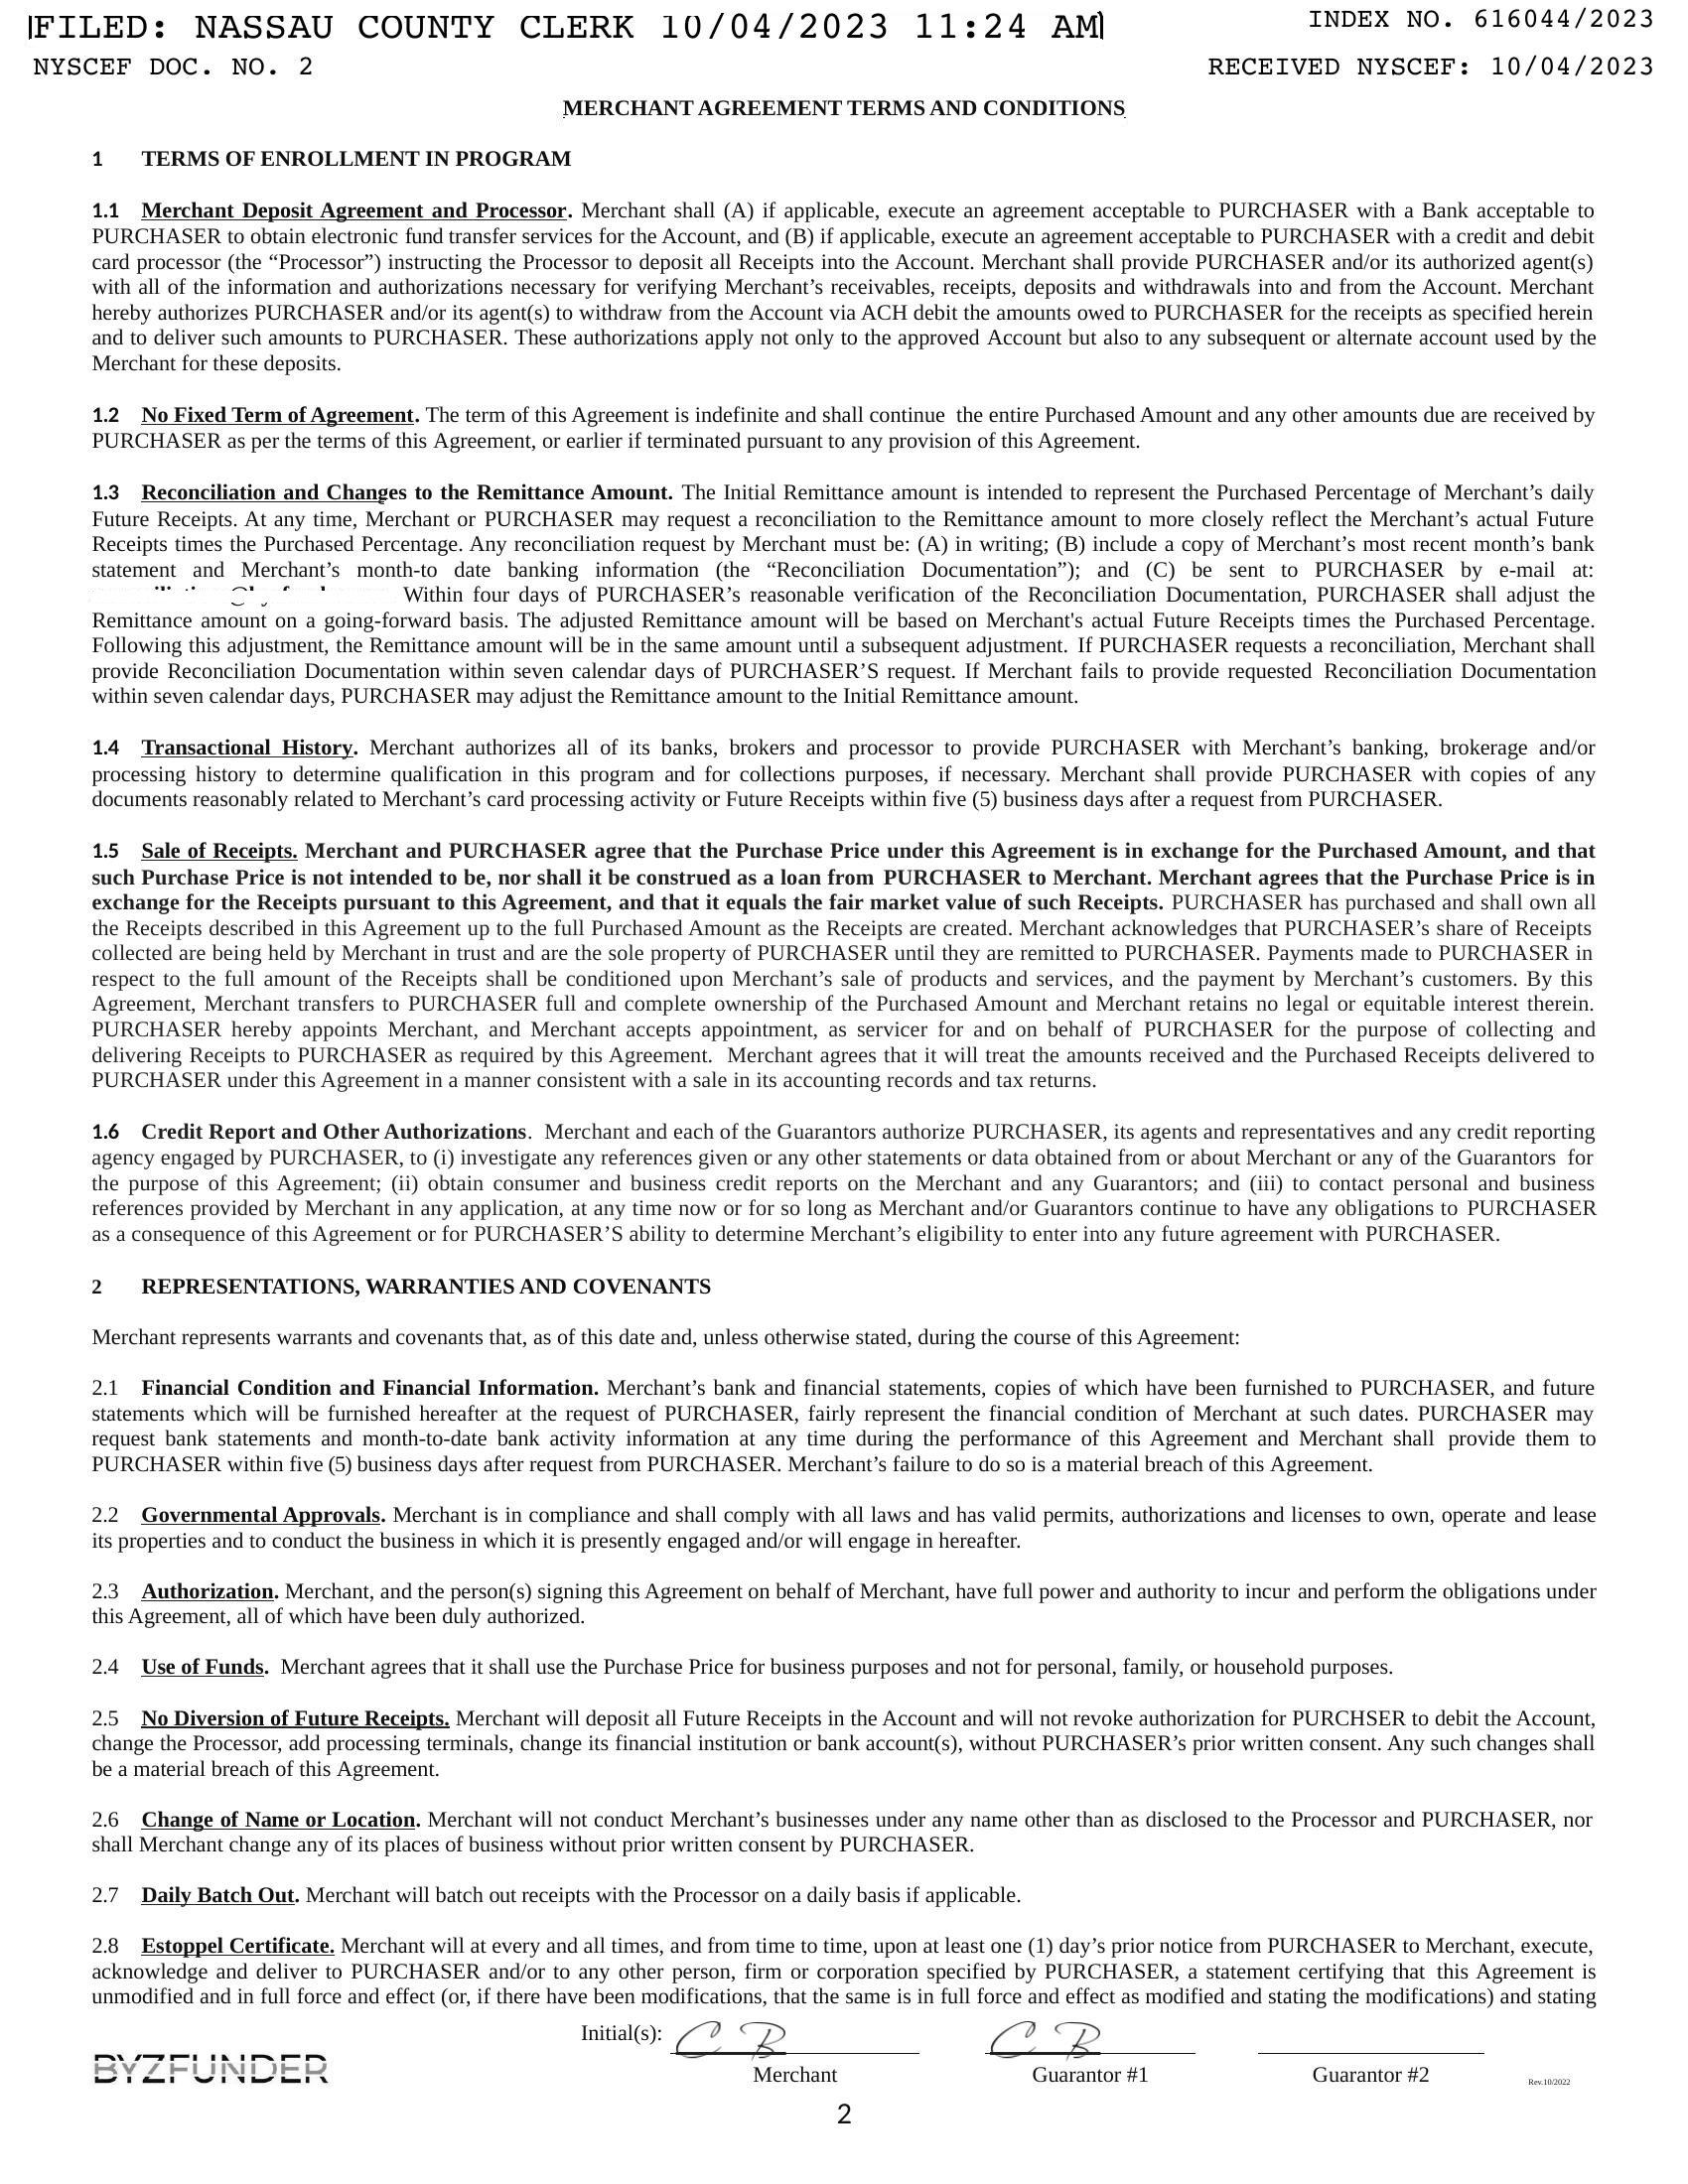 FILED: NASSAU COUNTY CLERK 10/04/2023 11:24 AM
INDEX NO. 616044/2023
NYSCEF DOC. NO. 2
RECEIVED NYSCEF: 10/04/2023
MERCHANT AGREEMENT TERMS AND CONDITIONS
1 TERMS OF ENROLLMENT IN PROGRAM
1.1 Merchant Deposit Agreement and Processor. Merchant shall (A) if applicable, execute an agreement acceptable to PURCHASER with a Bank acceptable to
PURCHASER to obtain electronic fund transfer services for the Account, and (B) if applicable, execute an agreement acceptable to PURCHASER with a credit and debit
card processor (the “Processor”) instructing the Processor to deposit all Receipts into the Account. Merchant shall provide PURCHASER and/or its authorized agent(s)
with all of the information and authorizations necessary for verifying Merchant’s receivables, receipts, deposits and withdrawals into and from the Account. Merchant
hereby authorizes PURCHASER and/or its agent(s) to withdraw from the Account via ACH debit the amounts owed to PURCHASER for the receipts as specified herein
and to deliver such amounts to PURCHASER. These authorizations apply not only to the approved Account but also to any subsequent or alternate account used by the
Merchant for these deposits.
1.2 No Fixed Term of Agreement. The term of this Agreement is indefinite and shall continue the entire Purchased Amount and any other amounts due are received by
PURCHASER as per the terms of this Agreement, or earlier if terminated pursuant to any provision of this Agreement.
1.3 Reconciliation and Changes to the Remittance Amount. The Initial Remittance amount is intended to represent the Purchased Percentage of Merchant’s daily
Future Receipts. At any time, Merchant or PURCHASER may request a reconciliation to the Remittance amount to more closely reflect the Merchant’s actual Future
Receipts times the Purchased Percentage. Any reconciliation request by Merchant must be: (A) in writing; (B) include a copy of Merchant’s most recent month’s bank
statement and Merchant’s month-to date banking information (the “Reconciliation Documentation”); and (C) be sent to PURCHASER by e-mail at:
Within four days of PURCHASER’s reasonable verification of the Reconciliation Documentation, PURCHASER shall adjust the
Remittance amount on a going-forward basis. The adjusted Remittance amount will be based on Merchant's actual Future Receipts times the Purchased Percentage.
Following this adjustment, the Remittance amount will be in the same amount until a subsequent adjustment. If PURCHASER requests a reconciliation, Merchant shall
provide Reconciliation Documentation within seven calendar days of PURCHASER’S request. If Merchant fails to provide requested Reconciliation Documentation
within seven calendar days, PURCHASER may adjust the Remittance amount to the Initial Remittance amount.
1.4 Transactional History. Merchant authorizes all of its banks, brokers and processor to provide PURCHASER with Merchant’s banking, brokerage and/or
processing history to determine qualification in this program and for collections purposes, if necessary. Merchant shall provide PURCHASER with copies of any
documents reasonably related to Merchant’s card processing activity or Future Receipts within five (5) business days after a request from PURCHASER.
1.5 Sale of Receipts. Merchant and PURCHASER agree that the Purchase Price under this Agreement is in exchange for the Purchased Amount, and that
such Purchase Price is not intended to be, nor shall it be construed as a loan from PURCHASER to Merchant. Merchant agrees that the Purchase Price is in
exchange for the Receipts pursuant to this Agreement, and that it equals the fair market value of such Receipts. PURCHASER has purchased and shall own all
the Receipts described in this Agreement up to the full Purchased Amount as the Receipts are created. Merchant acknowledges that PURCHASER’s share of Receipts
collected are being held by Merchant in trust and are the sole property of PURCHASER until they are remitted to PURCHASER. Payments made to PURCHASER in
respect to the full amount of the Receipts shall be conditioned upon Merchant’s sale of products and services, and the payment by Merchant’s customers. By this
Agreement, Merchant transfers to PURCHASER full and complete ownership of the Purchased Amount and Merchant retains no legal or equitable interest therein.
PURCHASER hereby appoints Merchant, and Merchant accepts appointment, as servicer for and on behalf of PURCHASER for the purpose of collecting and
delivering Receipts to PURCHASER as required by this Agreement. Merchant agrees that it will treat the amounts received and the Purchased Receipts delivered to
PURCHASER under this Agreement in a manner consistent with a sale in its accounting records and tax returns.
1.6 Credit Report and Other Authorizations. Merchant and each of the Guarantors authorize PURCHASER, its agents and representatives and any credit reporting
agency engaged by PURCHASER, to (i) investigate any references given or any other statements or data obtained from or about Merchant or any of the Guarantors for
the purpose of this Agreement; (ii) obtain consumer and business credit reports on the Merchant and any Guarantors; and (iii) to contact personal and business
references provided by Merchant in any application, at any time now or for so long as Merchant and/or Guarantors continue to have any obligations to PURCHASER
as a consequence of this Agreement or for PURCHASER’S ability to determine Merchant’s eligibility to enter into any future agreement with PURCHASER.
2 REPRESENTATIONS, WARRANTIES AND COVENANTS
Merchant represents warrants and covenants that, as of this date and, unless otherwise stated, during the course of this Agreement:
2.1 Financial Condition and Financial Information. Merchant’s bank and financial statements, copies of which have been furnished to PURCHASER, and future
statements which will be furnished hereafter at the request of PURCHASER, fairly represent the financial condition of Merchant at such dates. PURCHASER may
request bank statements and month-to-date bank activity information at any time during the performance of this Agreement and Merchant shall provide them to
PURCHASER within five (5) business days after request from PURCHASER. Merchant’s failure to do so is a material breach of this Agreement.
2.2 Governmental Approvals. Merchant is in compliance and shall comply with all laws and has valid permits, authorizations and licenses to own, operate and lease
its properties and to conduct the business in which it is presently engaged and/or will engage in hereafter.
2.3 Authorization. Merchant, and the person(s) signing this Agreement on behalf of Merchant, have full power and authority to incur and perform the obligations under
this Agreement, all of which have been duly authorized.
2.4 Use of Funds. Merchant agrees that it shall use the Purchase Price for business purposes and not for personal, family, or household purposes.
2.5 No Diversion of Future Receipts. Merchant will deposit all Future Receipts in the Account and will not revoke authorization for PURCHSER to debit the Account,
change the Processor, add processing terminals, change its financial institution or bank account(s), without PURCHASER’s prior written consent. Any such changes shall
be a material breach of this Agreement.
2.6 Change of Name or Location. Merchant will not conduct Merchant’s businesses under any name other than as disclosed to the Processor and PURCHASER, nor
shall Merchant change any of its places of business without prior written consent by PURCHASER.
2.7 Daily Batch Out. Merchant will batch out receipts with the Processor on a daily basis if applicable.
2.8 Estoppel Certificate. Merchant will at every and all times, and from time to time, upon at least one (1) day’s prior notice from PURCHASER to Merchant, execute,
acknowledge and deliver to PURCHASER and/or to any other person, firm or corporation specified by PURCHASER, a statement certifying that this Agreement is
unmodified and in full force and effect (or, if there have been modifications, that the same is in full force and effect as modified and stating the modifications) and stating
Initial(s): C B C B
BYZFUNDER
Merchant Guarantor #1 Guarantor #2
Rev.10/2022
2